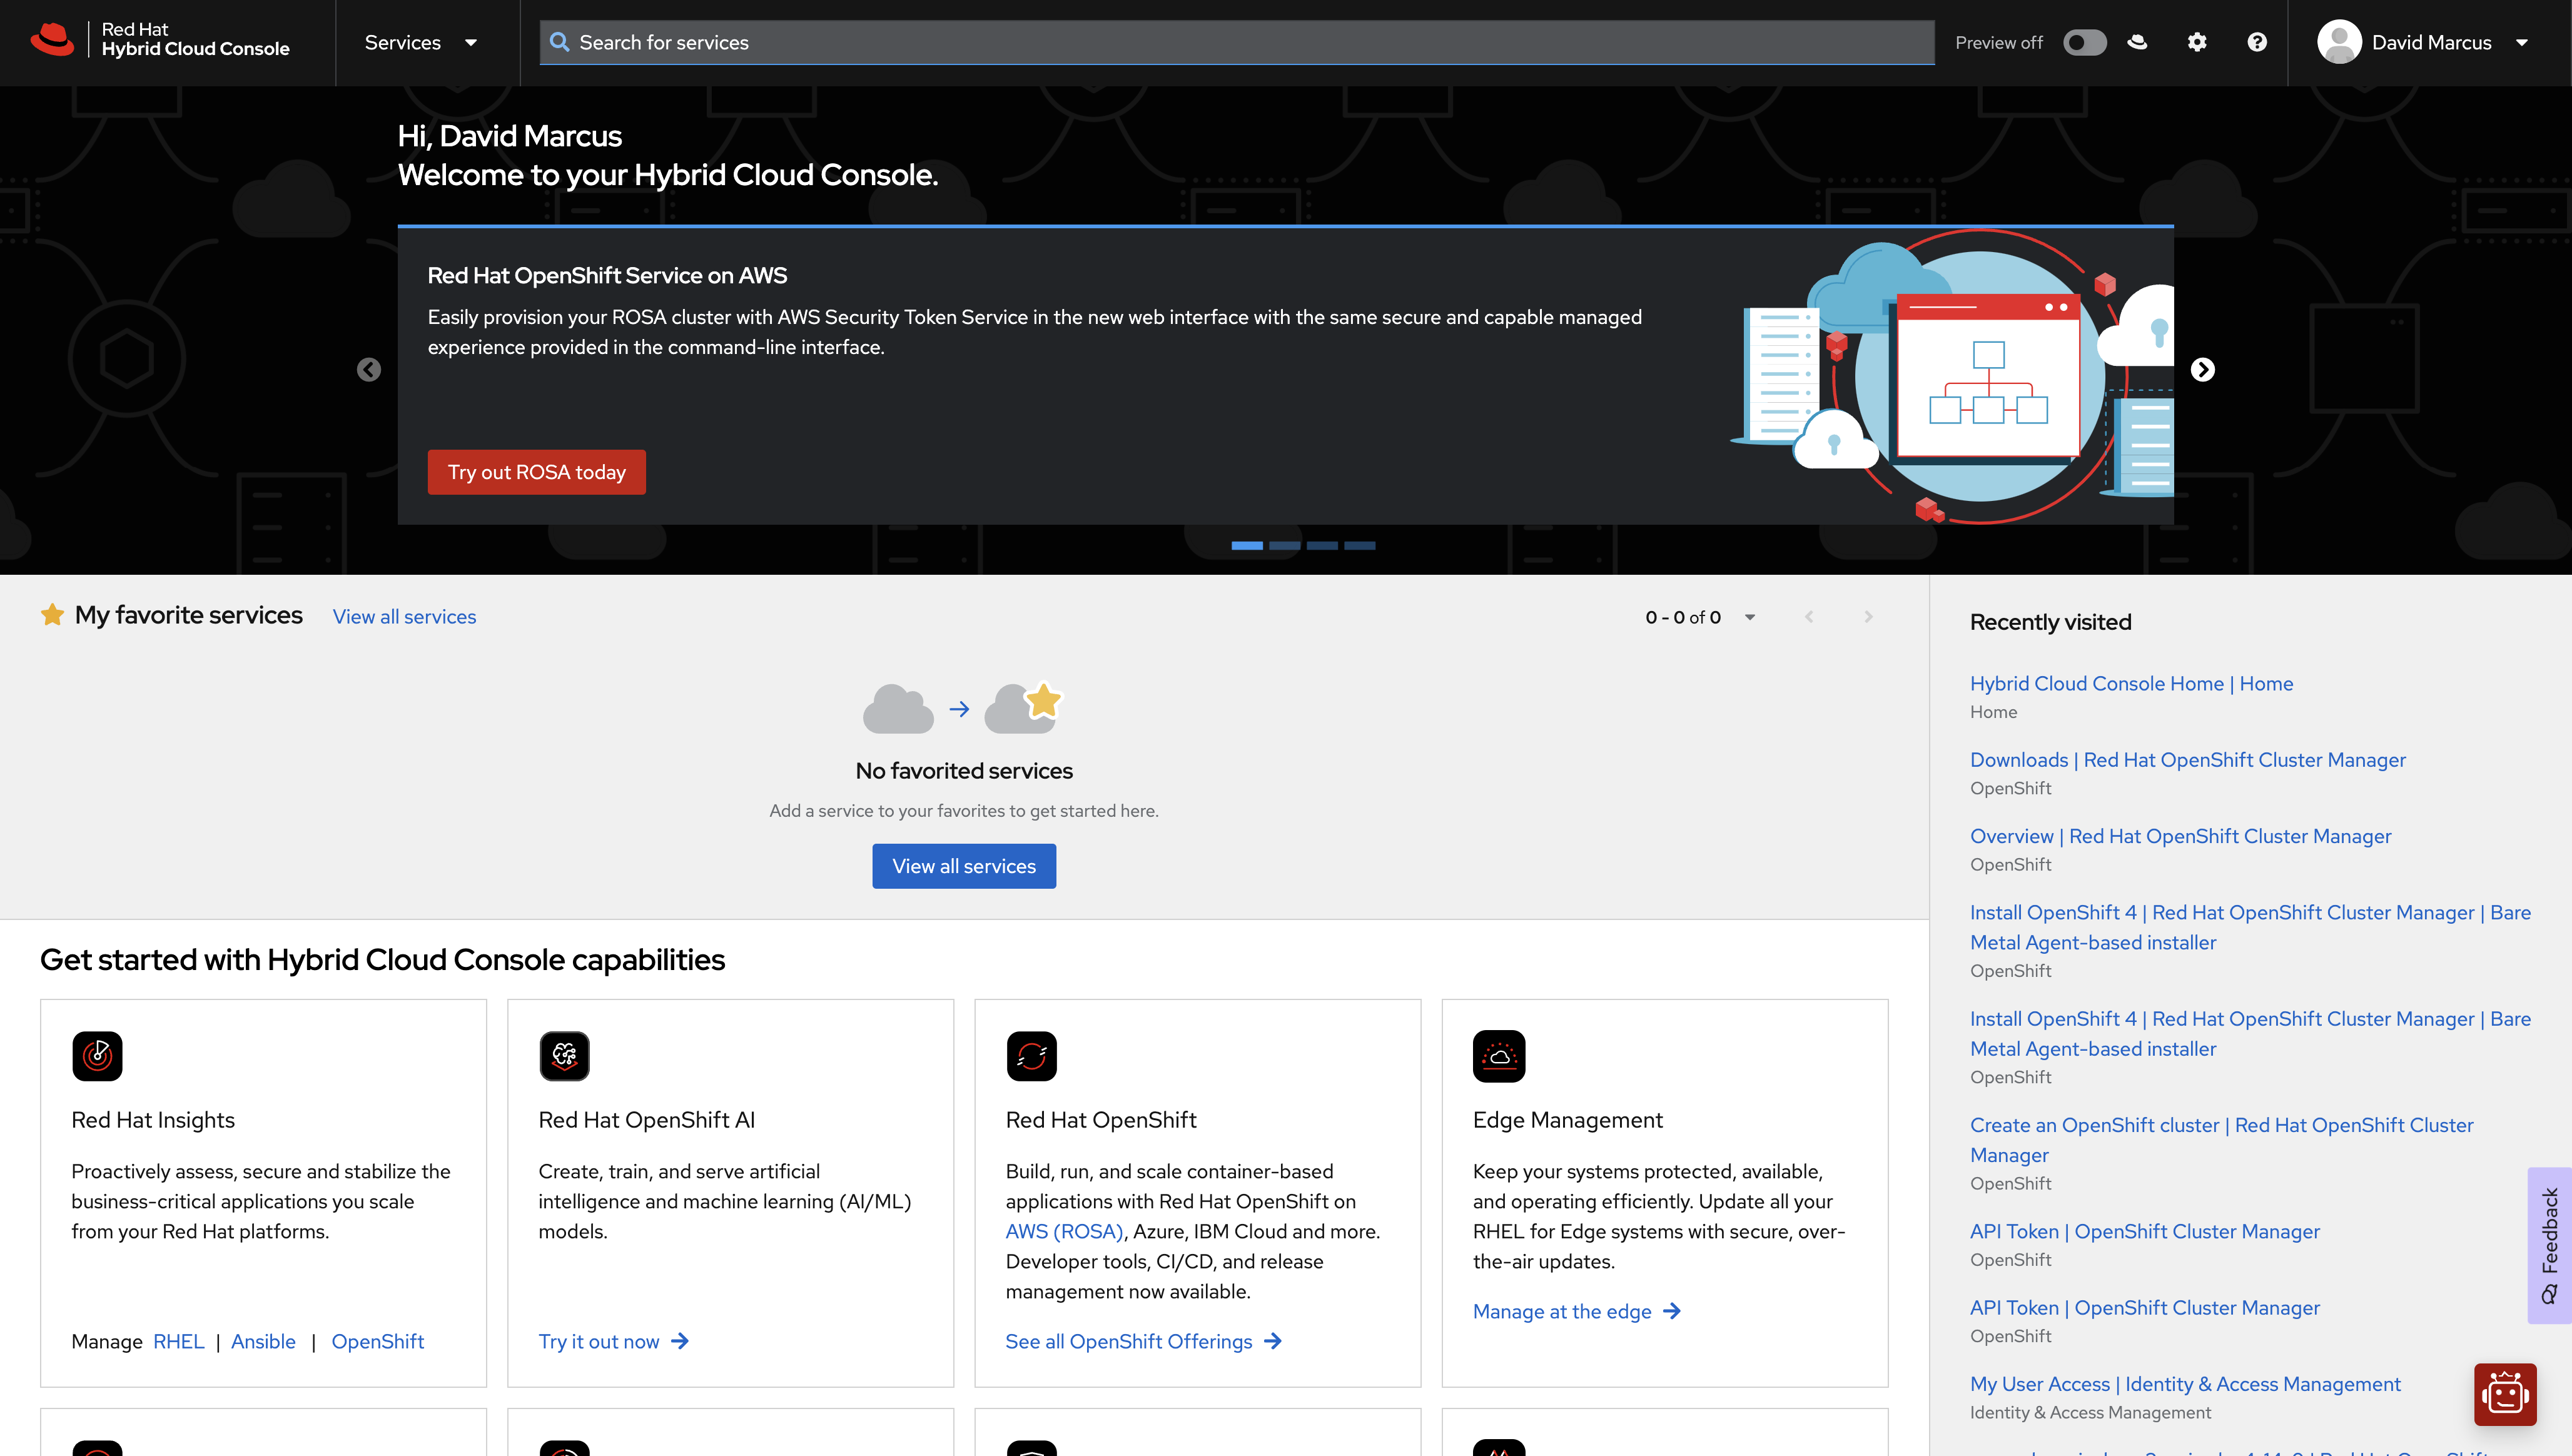 Red Hat
Hybrid Cloud Console
Services
Search for services
Preview off
David Marcus
Hi, David Marcus
Welcome to your Hybrid Cloud Console.
Red Hat OpenShift Service on AWS
Easily provision your ROSA cluster with AWS Security Token Service in the new web interface with the same secure and capable managed
experience provided in the command-line interface.
Try out ROSA today
My favorite services
View all services
0 - 0 of 0
No favorited services
Add a service to your favorites to get started here.
View all services
Get started with Hybrid Cloud Console capabilities
Red Hat Insights
Proactively assess, secure and stabilize the
business-critical applications you scale
from your Red Hat platforms.
Manage RHEL | Ansible | OpenShift
Red Hat OpenShift AI
Create, train, and serve artificial
intelligence and machine learning (AI/ML)
models.
Try it out now
Red Hat OpenShift
Build, run, and scale container-based
applications with Red Hat OpenShift on
AWS (ROSA), Azure, IBM Cloud and more.
Developer tools, CI/CD, and release
management now available.
See all OpenShift Offerings
Edge Management
Keep your systems protected, available,
and operating efficiently. Update all your
RHEL for Edge systems with secure, over-
the-air updates.
Manage at the edge
Recently visited
Hybrid Cloud Console Home | Home
Home
Downloads | Red Hat OpenShift Cluster Manager
OpenShift
Overview | Red Hat OpenShift Cluster Manager
OpenShift
Install OpenShift 4 | Red Hat OpenShift Cluster Manager | Bare
Metal Agent-based installer
OpenShift
Install OpenShift 4 | Red Hat OpenShift Cluster Manager | Bare
Metal Agent-based installer
OpenShift
Create an OpenShift cluster | Red Hat OpenShift Cluster
Manager
OpenShift
API Token | OpenShift Cluster Manager
OpenShift
API Token | OpenShift Cluster Manager
OpenShift
My User Access | Identity & Access Management
Identity & Access Management
Feedback